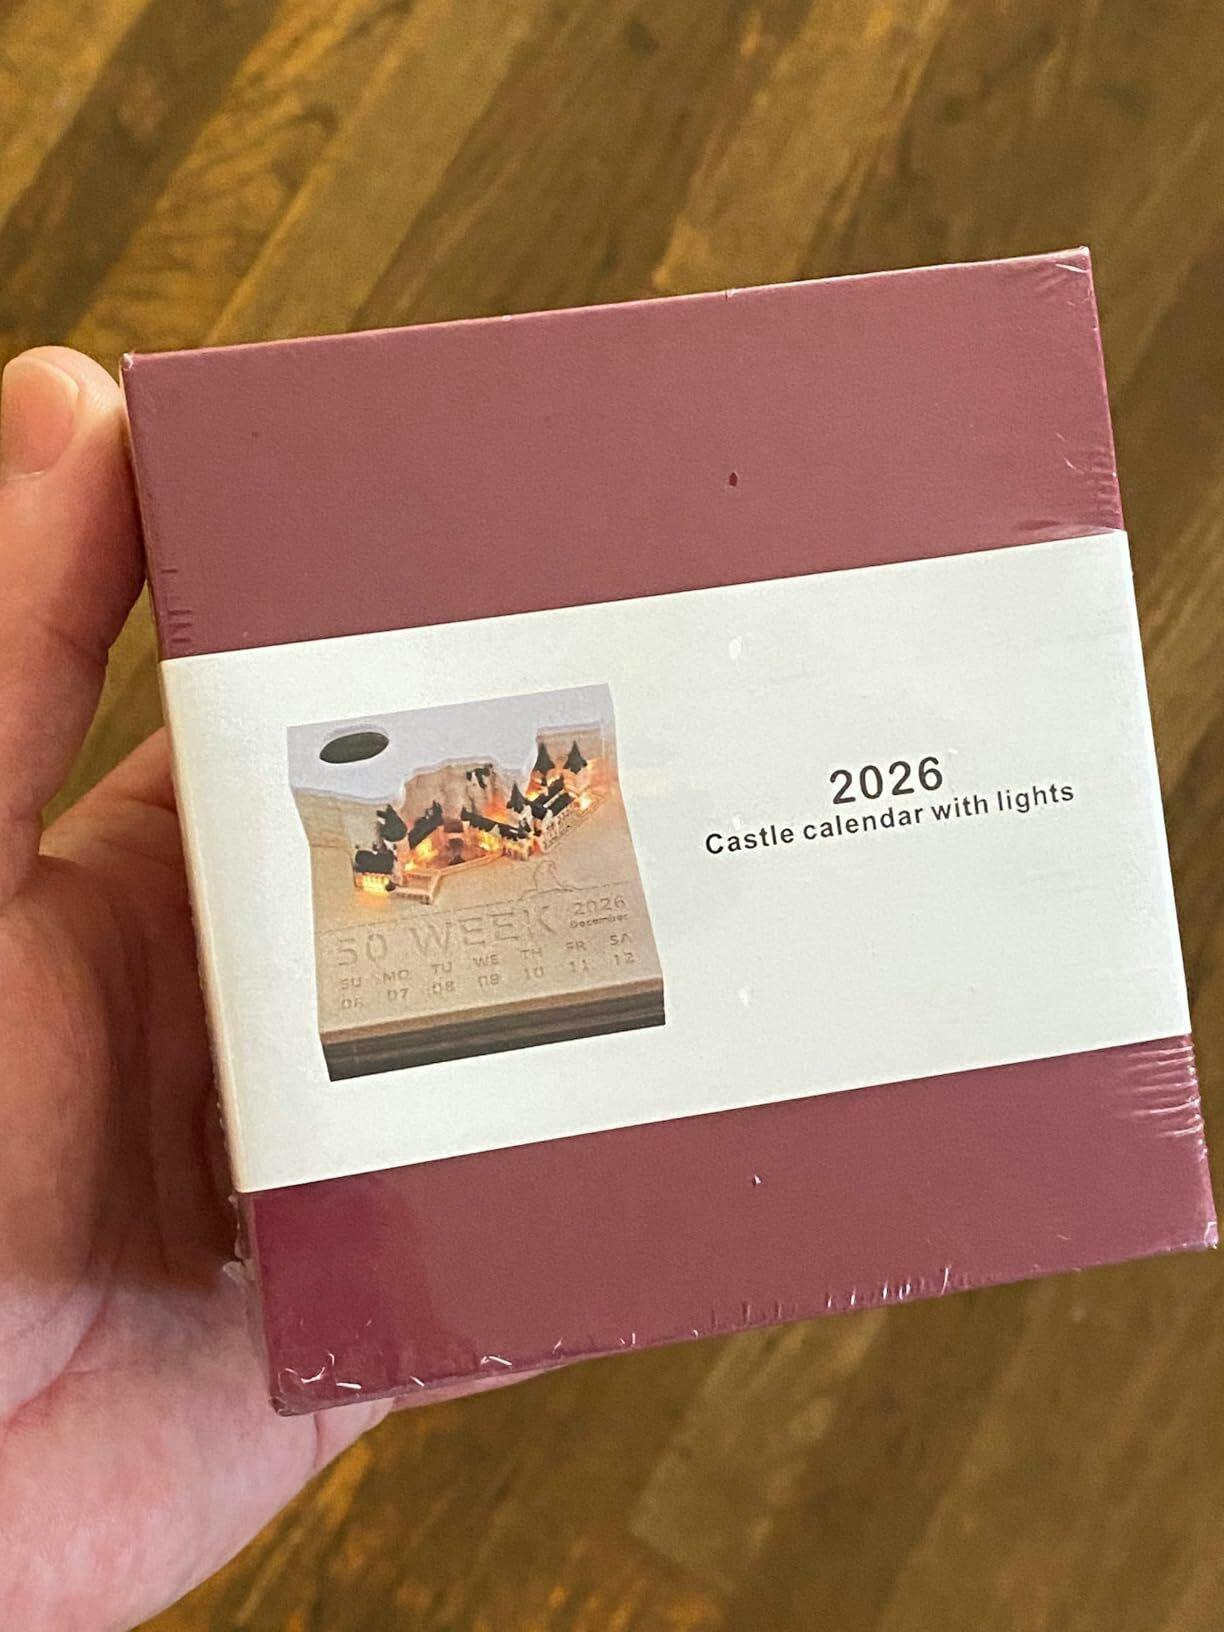 2026
Castle calendar with lights
50 WEEK 2026
December
SU MO TU WE TH FR SA
06 07 08 09 10 11 12